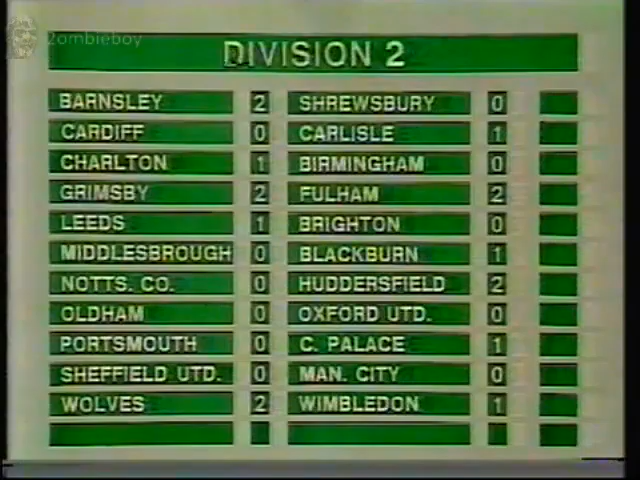 Zombieboy
DIVISION 2
BARNSLEY 2 SHREWSBURY 0
CARDIFF 0 CARLISLE 1
CHARLTON 1 BIRMINGHAM 0
GRIMSBY 2 FULHAM 2
LEEDS 1 BRIGHTON 0
MIDDLESBROUGH 0 BLACKBURN 1
NOTTS. CO. 0 HUDDERSFIELD 2
OLDHAM 0 OXFORD UTD. 0
PORTSMOUTH 0 C. PALACE 1
SHEFFIELD UTD. 0 MAN. CITY 0
WOLVES 2 WIMBLEDON 1